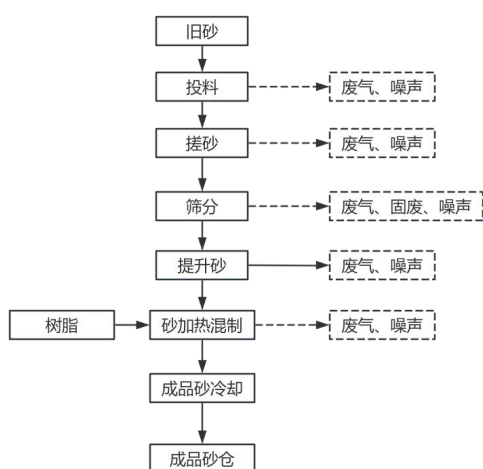 旧砂
投料
废气、噪声
搓砂
废气、噪声
筛分
废气、固废、噪声
提升砂
废气、噪声
树脂
砂加热混制
废气、噪声
成品砂冷却
成品砂仓